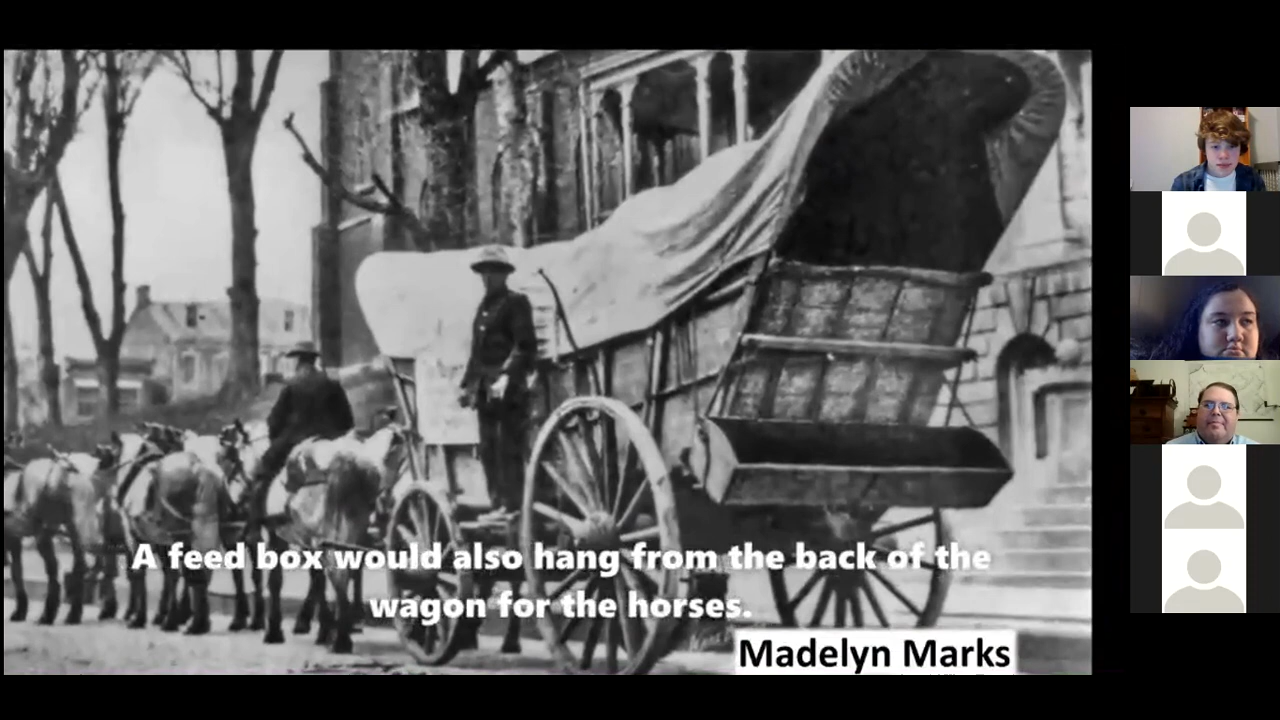 A feed box would also hang from the back of the
wagon for the horses.
Madelyn Marks